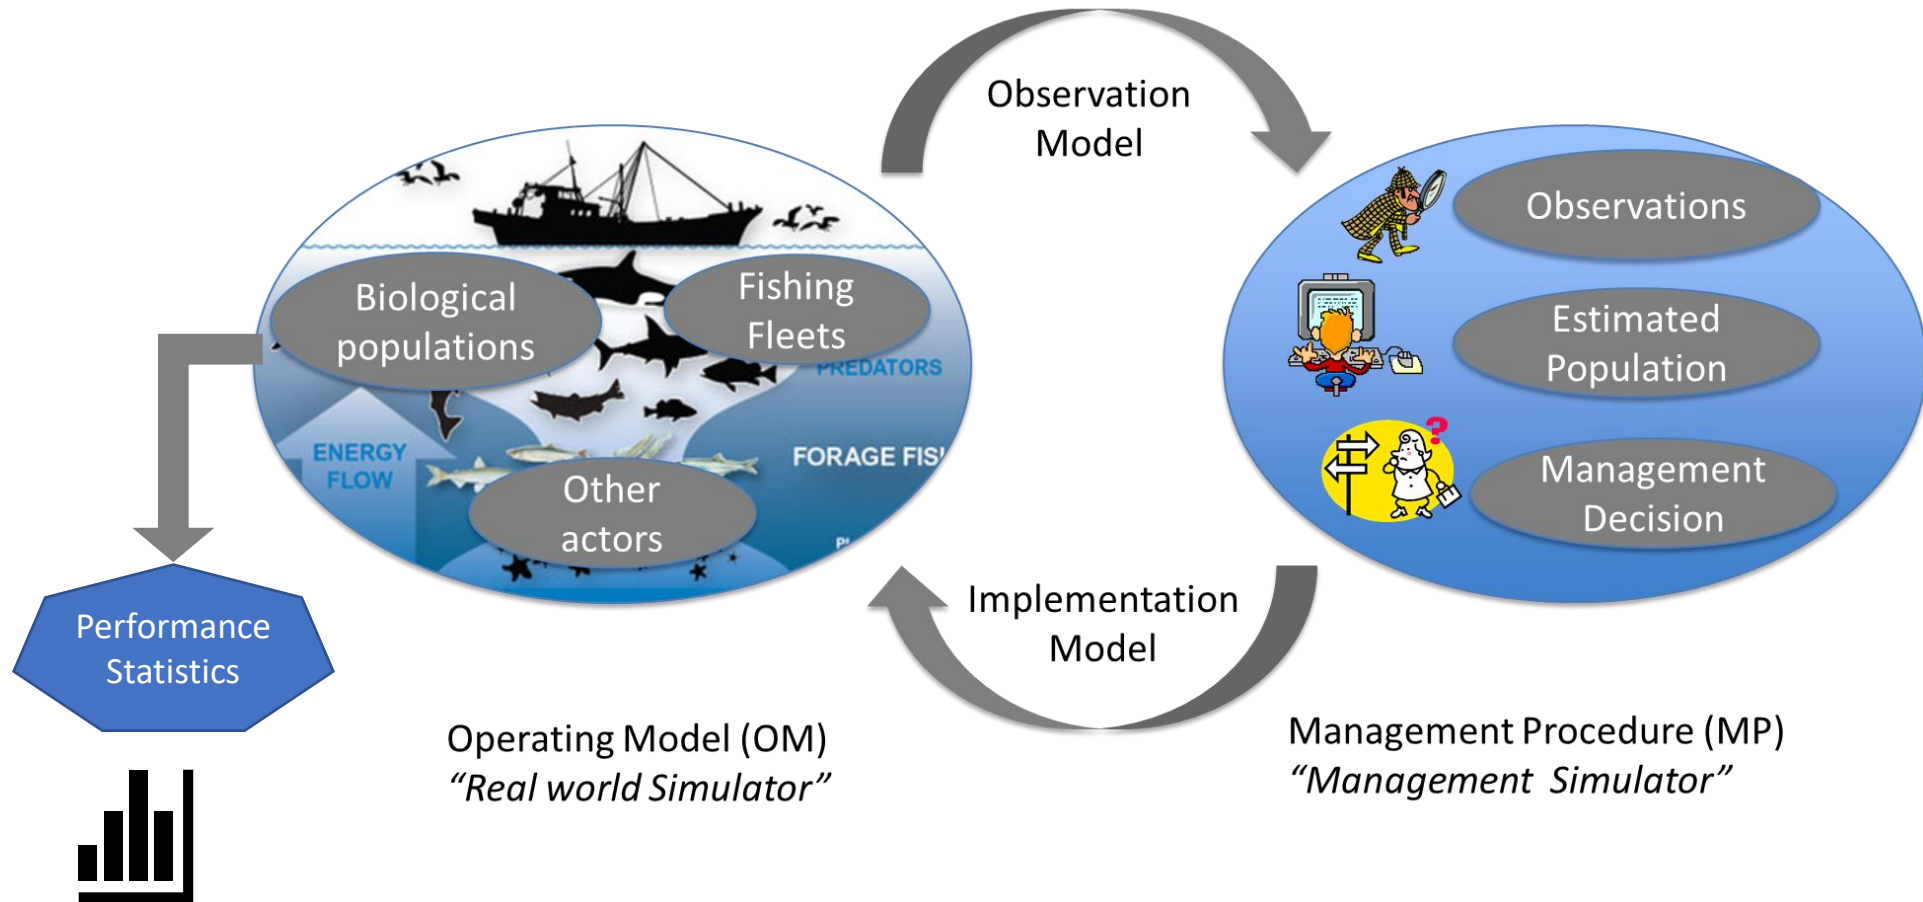 Observation
Model
Biological
populations
Fishing
Fleets
PREDATORS
ENERGY
FLOW
FORAGE
Other
actors
Observations
Estimated
Population
Management
Decision
?
Implementation
Model
Performance
Statistics
Operating Model (OM)
“Real world Simulator”
Management Procedure (MP)
“Management Simulator”